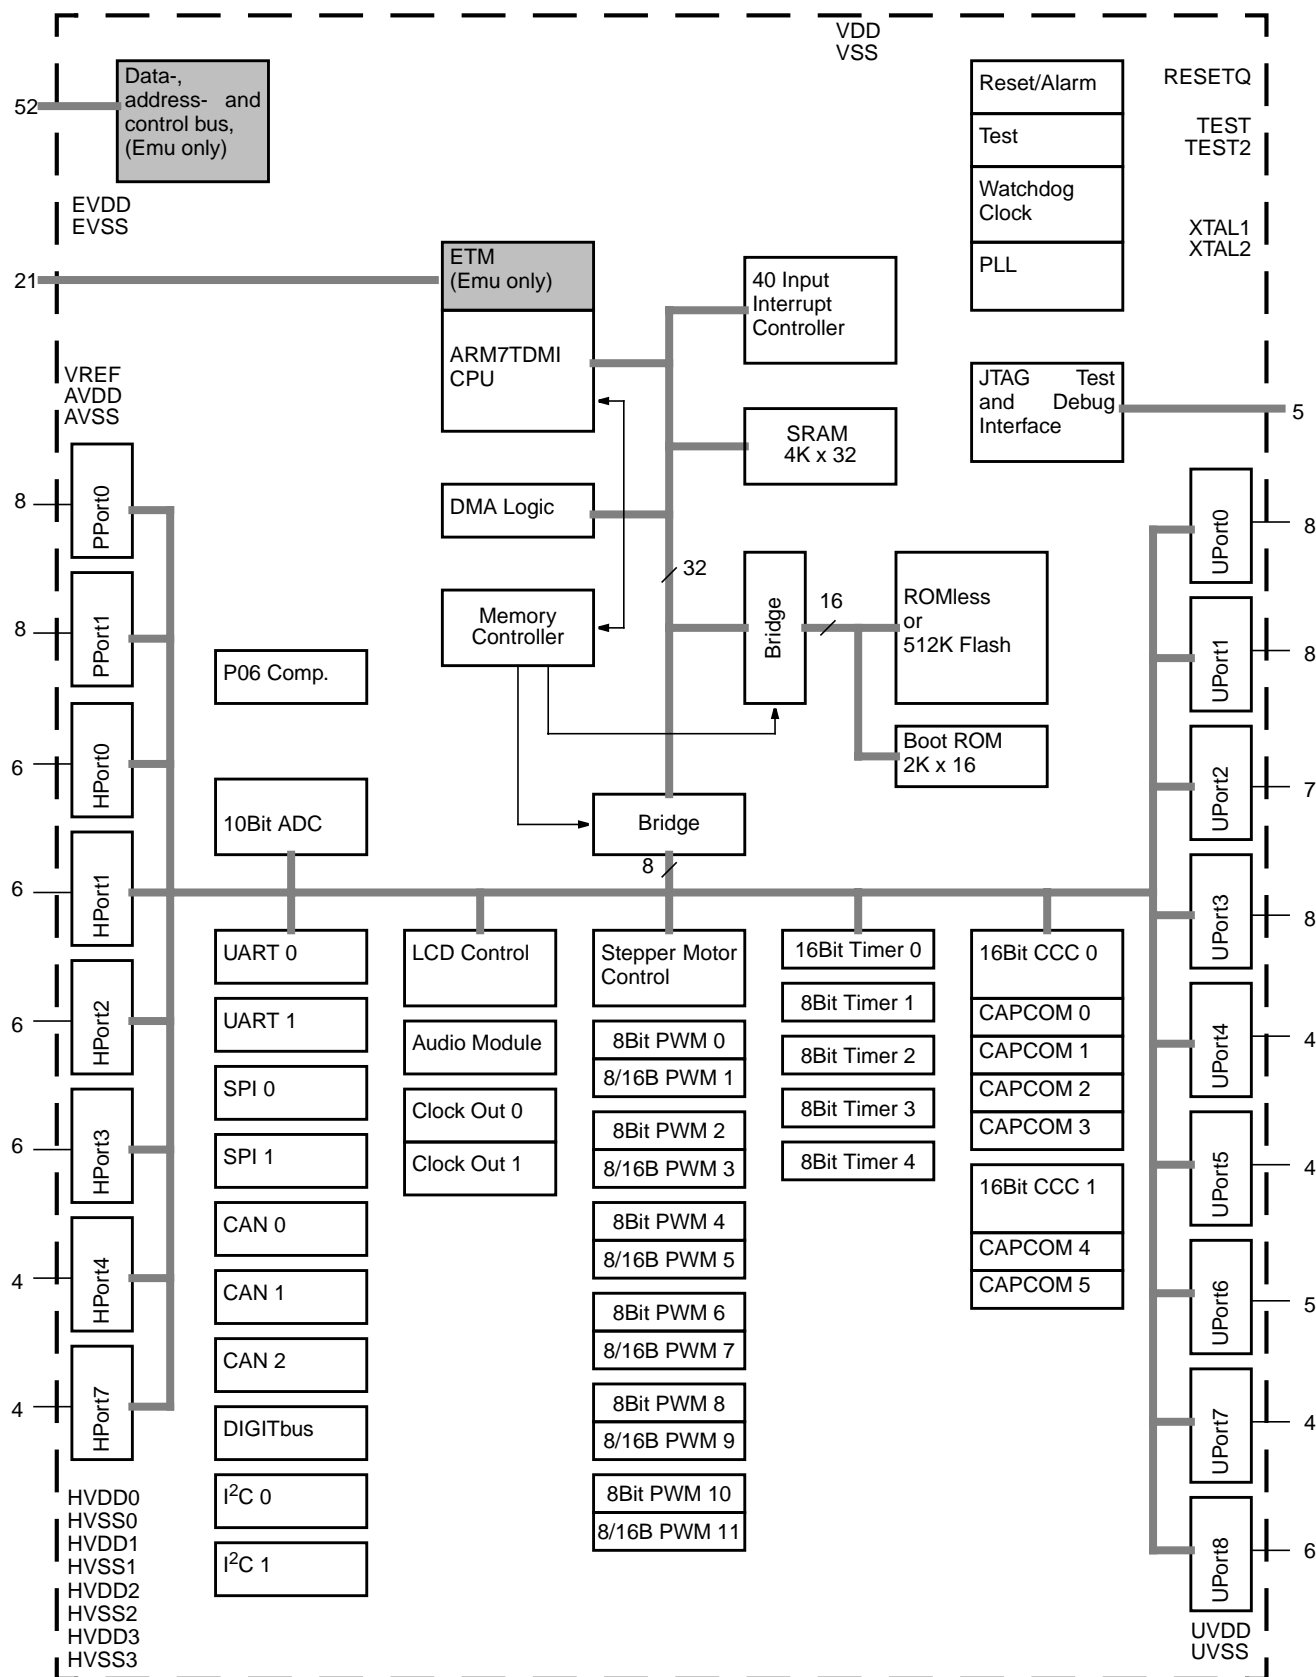 VDD
VSS
52
Data-,
address- and
control bus,
(Emu only)
EVDD
EVSS
Reset/Alarm
Test
Watchdog
Clock
PLL
RESETQ
TEST
TEST2
XTAL1
XTAL2
21
ETM
(Emu only)
ARM7TDMI
CPU
40 Input
Interrupt
Controller
JTAG Test
and Debug
Interface
5
SRAM
4K x 32
DMA Logic
32
Memory
Controller
Bridge
16
ROMless
or
512K Flash
Boot ROM
2K x 16
Bridge
8
VREF
AVDD
AVSS
8
PPort0
8
PPort1
6
HPort0
6
HPort1
6
HPort2
6
HPort3
4
HPort4
4
HPort7
HVDD0
HVSS0
HVDD1
HVSS1
HVDD2
HVSS2
HVDD3
HVSS3
P06 Comp.
10Bit ADC
UART 0
UART 1
SPI 0
SPI 1
CAN 0
CAN 1
CAN 2
DIGITbus
I²C 0
I²C 1
LCD Control
Audio Module
Clock Out 0
Clock Out 1
Stepper Motor
Control
8Bit PWM 0
8/16B PWM 1
8Bit PWM 2
8/16B PWM 3
8Bit PWM 4
8/16B PWM 5
8Bit PWM 6
8/16B PWM 7
8Bit PWM 8
8/16B PWM 9
8Bit PWM 10
8/16B PWM 11
16Bit Timer 0
8Bit Timer 1
8Bit Timer 2
8Bit Timer 3
8Bit Timer 4
16Bit CCC 0
CAPCOM 0
CAPCOM 1
CAPCOM 2
CAPCOM 3
16Bit CCC 1
CAPCOM 4
CAPCOM 5
UPort0
8
UPort1
8
UPort2
7
UPort3
8
UPort4
4
UPort5
4
UPort6
5
UPort7
4
UPort8
6
UVDD
UVSS